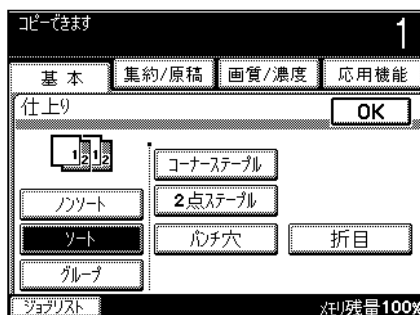 コピーできます
1
基本 集約/原稿 画質/濃度 応用機能
仕上り OK
1 2 1 2
コーナーステープル
ノンソート 2点ステープル
ソート パンチ穴 折目
グループ
ジョブリスト メモリ残量100%